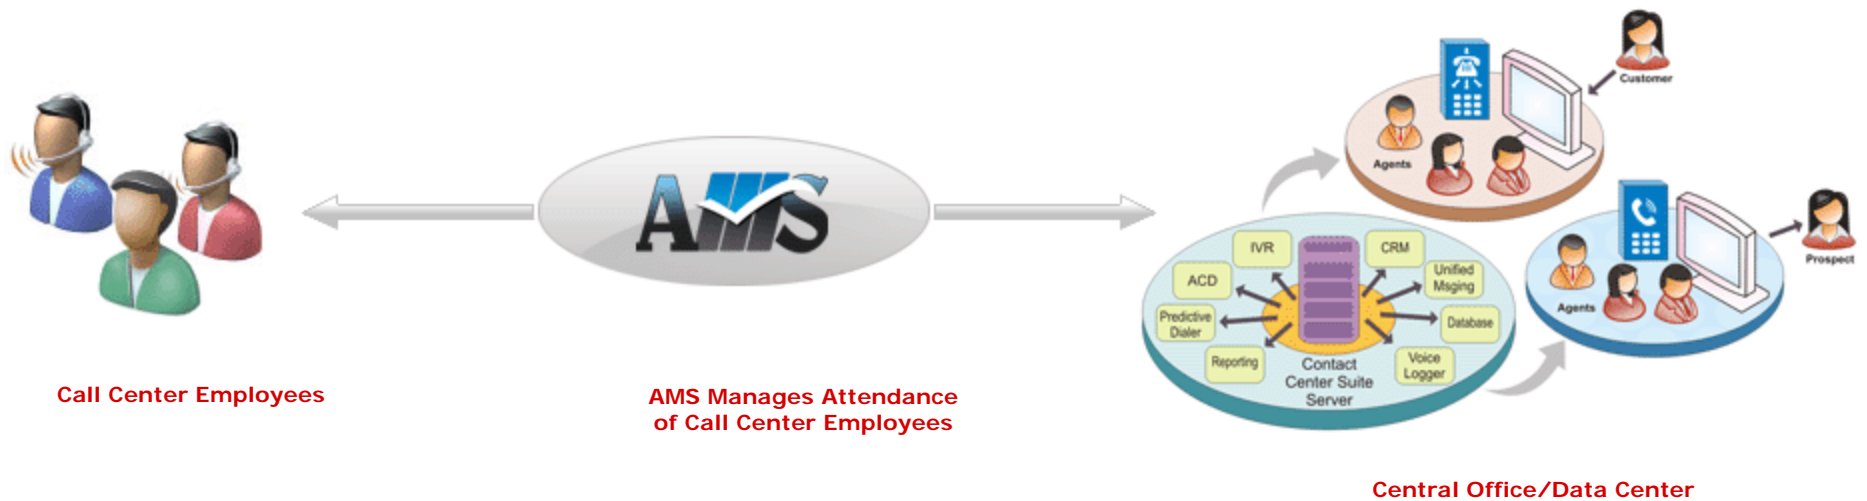 Customer
Agents
Prospect
Agents
IVR
CRM
ACD
Unified
Msging
Predictive
Dialer
Database
Reporting
Voice
Logger
Contact
Center Suite
Server
AMS
Call Center Employees
AMS Manages Attendance
of Call Center Employees
Central Office/Data Center